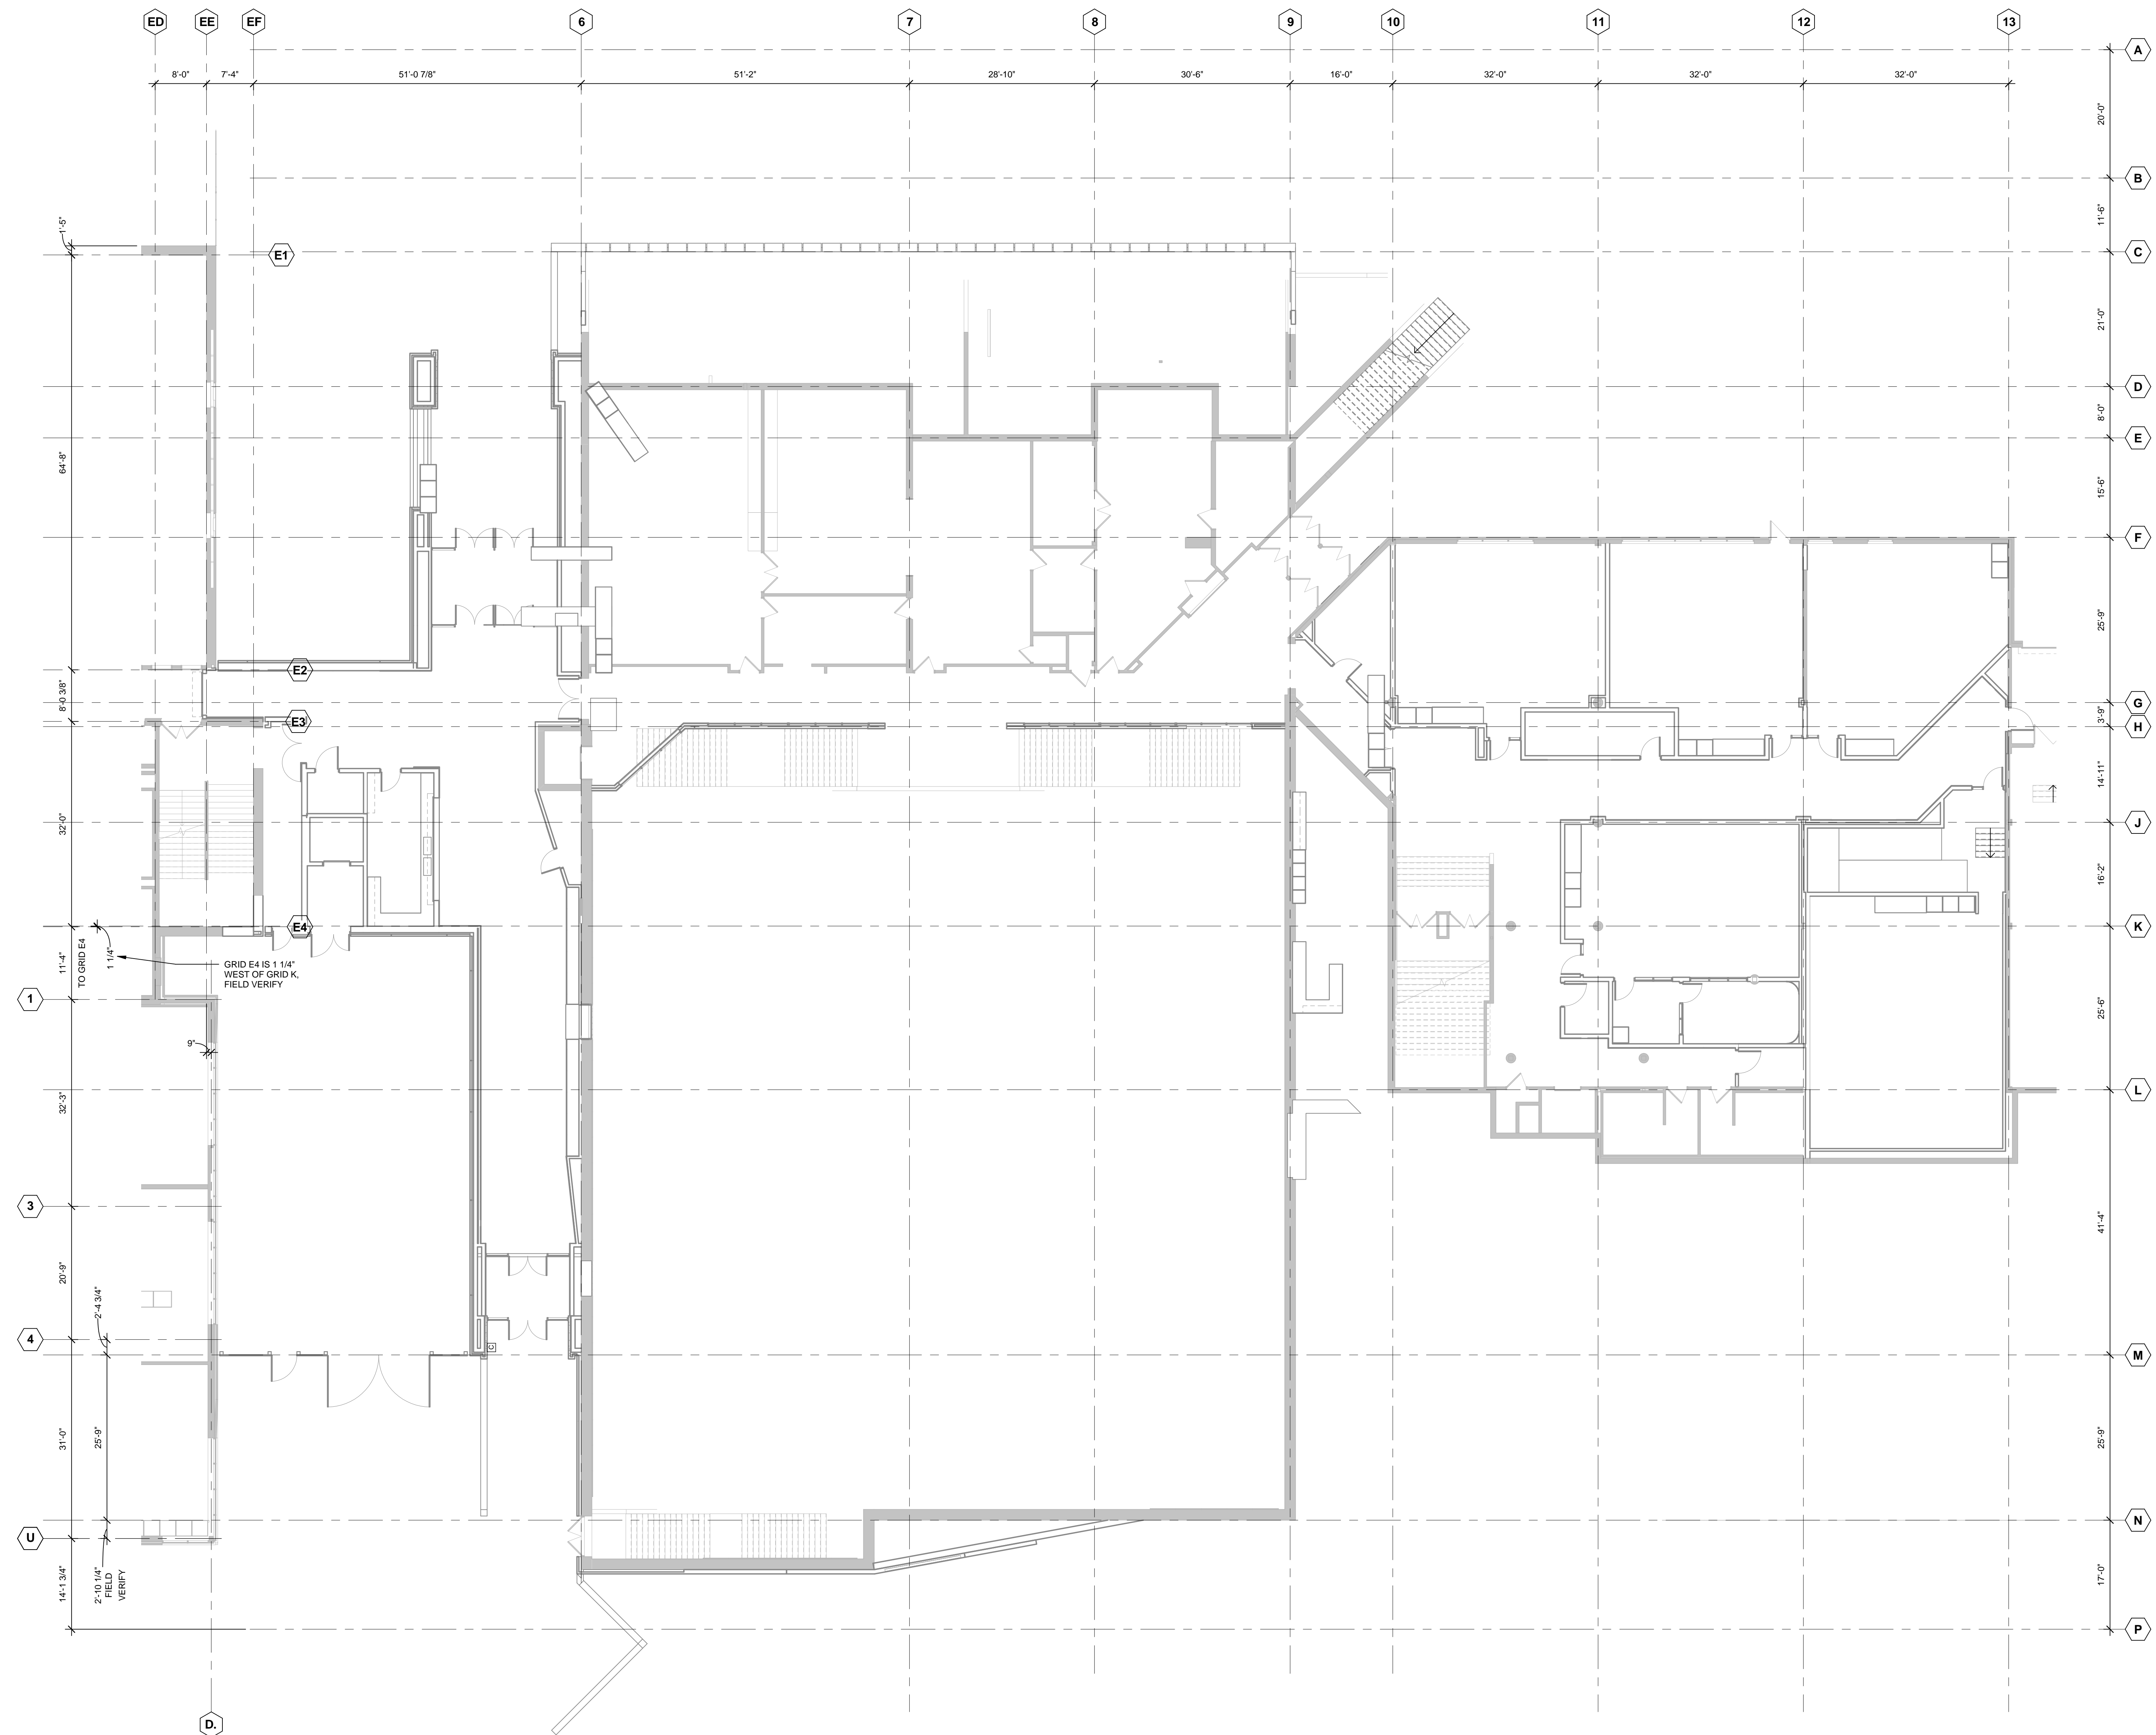 ED EE EF 6 7 8 9 10 11 12 13
A
8'-0" 7'-4" 51'-0 7/8" 51'-2" 28'-10" 30'-6" 16'-0" 32'-0" 32'-0" 32'-0"
20'-0"
B
11'-6"
1'-5"
E1
C
21'-0"
D
8'-0"
E
64'-8"
15'-6"
F
25'-9"
E2
8'-0 3/8"
G
E3
3'-9"
H
14'-11"
32'-0"
J
16'-2"
E4
K
11'-4"
TO GRID E4
1 1/4"
GRID E4 IS 1 1/4"
WEST OF GRID K,
FIELD VERIFY
1
25'-6"
9"
L
32'-3"
3
41'-4"
20'-9"
2'-4 3/4"
4
M
31'-0"
25'-9"
25'-9"
N
U
14'-1 3/4"
2'-10 1/4"
FIELD
VERIFY
17'-0"
P
D.